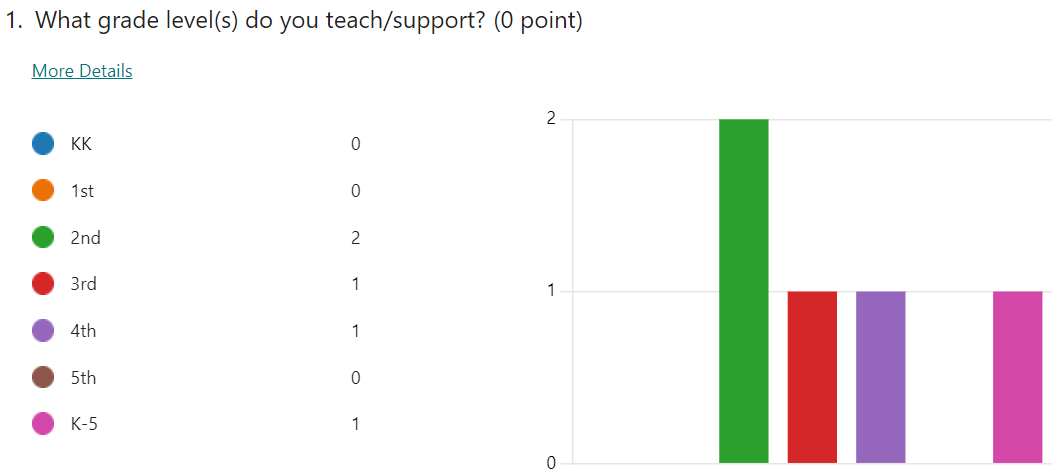 1. What grade level(s) do you teach/support? (0 point)
More Details
KK 0
1st 0
2nd 2
3rd 1
4th 1
5th 0
K-5 1
2
1
0